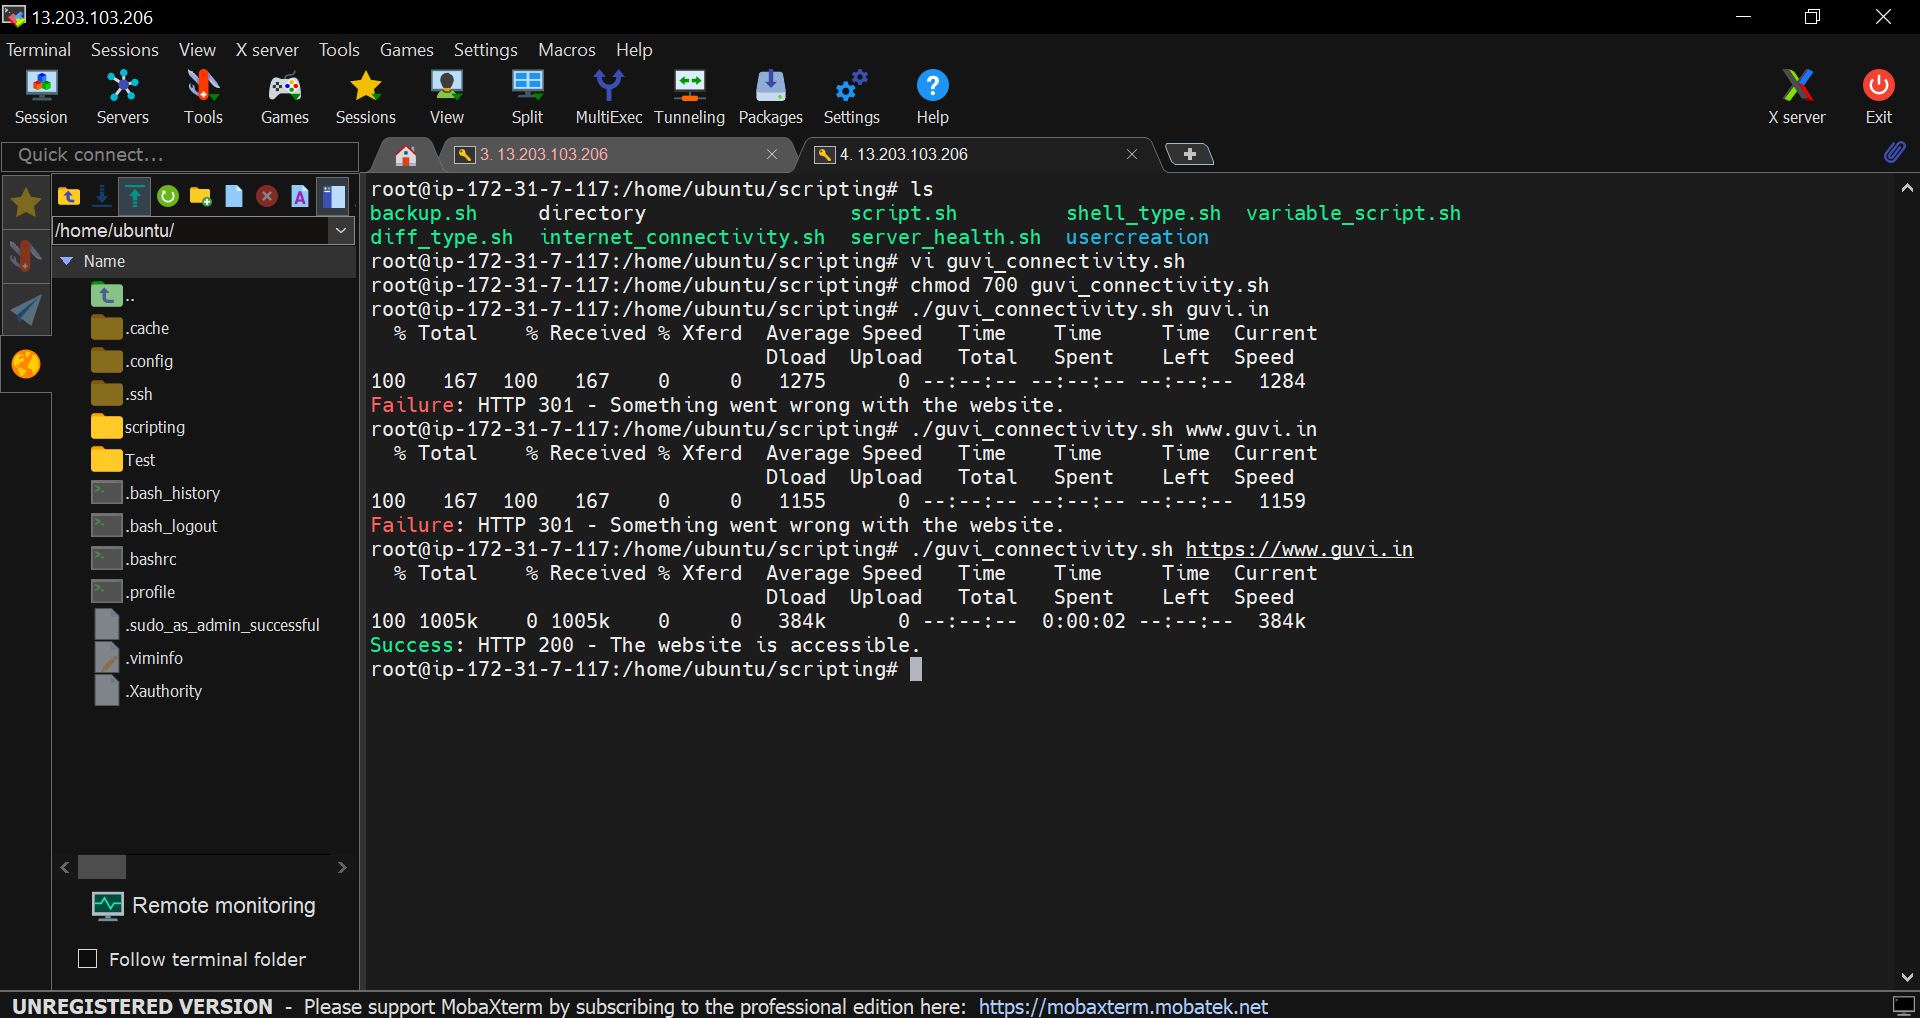 13.203.103.206
Terminal Sessions View X server Tools Games Settings Macros Help
Session Servers Tools Games Sessions View Split MultiExec Tunneling Packages Settings Help X server Exit
Quick connect...
3. 13.203.103.206
4. 13.203.103.206
/home/ubuntu/
Name
..
.cache
.config
.ssh
scripting
Test
.bash_history
.bash_logout
.bashrc
.profile
.sudo_as_admin_successful
.viminfo
.Xauthority
Remote monitoring
Follow terminal folder
root@ip-172-31-7-117:/home/ubuntu/scripting# ls
backup.sh directory script.sh shell_type.sh variable_script.sh
diff_type.sh internet_connectivity.sh server_health.sh usercreation
root@ip-172-31-7-117:/home/ubuntu/scripting# vi guvi_connectivity.sh
root@ip-172-31-7-117:/home/ubuntu/scripting# chmod 700 guvi_connectivity.sh
root@ip-172-31-7-117:/home/ubuntu/scripting# ./guvi_connectivity.sh guvi.in
% Total % Received % Xferd Average Speed Time Time Time Current
Dload Upload Total Spent Left Speed
100 167 100 167 0 0 1275 0 --:--:-- --:--:-- --:--:-- 1284
Failure: HTTP 301 - Something went wrong with the website.
root@ip-172-31-7-117:/home/ubuntu/scripting# ./guvi_connectivity.sh www.guvi.in
% Total % Received % Xferd Average Speed Time Time Time Current
Dload Upload Total Spent Left Speed
100 167 100 167 0 0 1155 0 --:--:-- --:--:-- --:--:-- 1159
Failure: HTTP 301 - Something went wrong with the website.
root@ip-172-31-7-117:/home/ubuntu/scripting# ./guvi_connectivity.sh https://www.guvi.in
% Total % Received % Xferd Average Speed Time Time Time Current
Dload Upload Total Spent Left Speed
100 1005k 0 1005k 0 0 384k 0 --:--:-- 0:00:02 --:--:-- 384k
Success: HTTP 200 - The website is accessible.
root@ip-172-31-7-117:/home/ubuntu/scripting#
UNREGISTERED VERSION - Please support MobaXterm by subscribing to the professional edition here: https://mobaxterm.mobatek.net